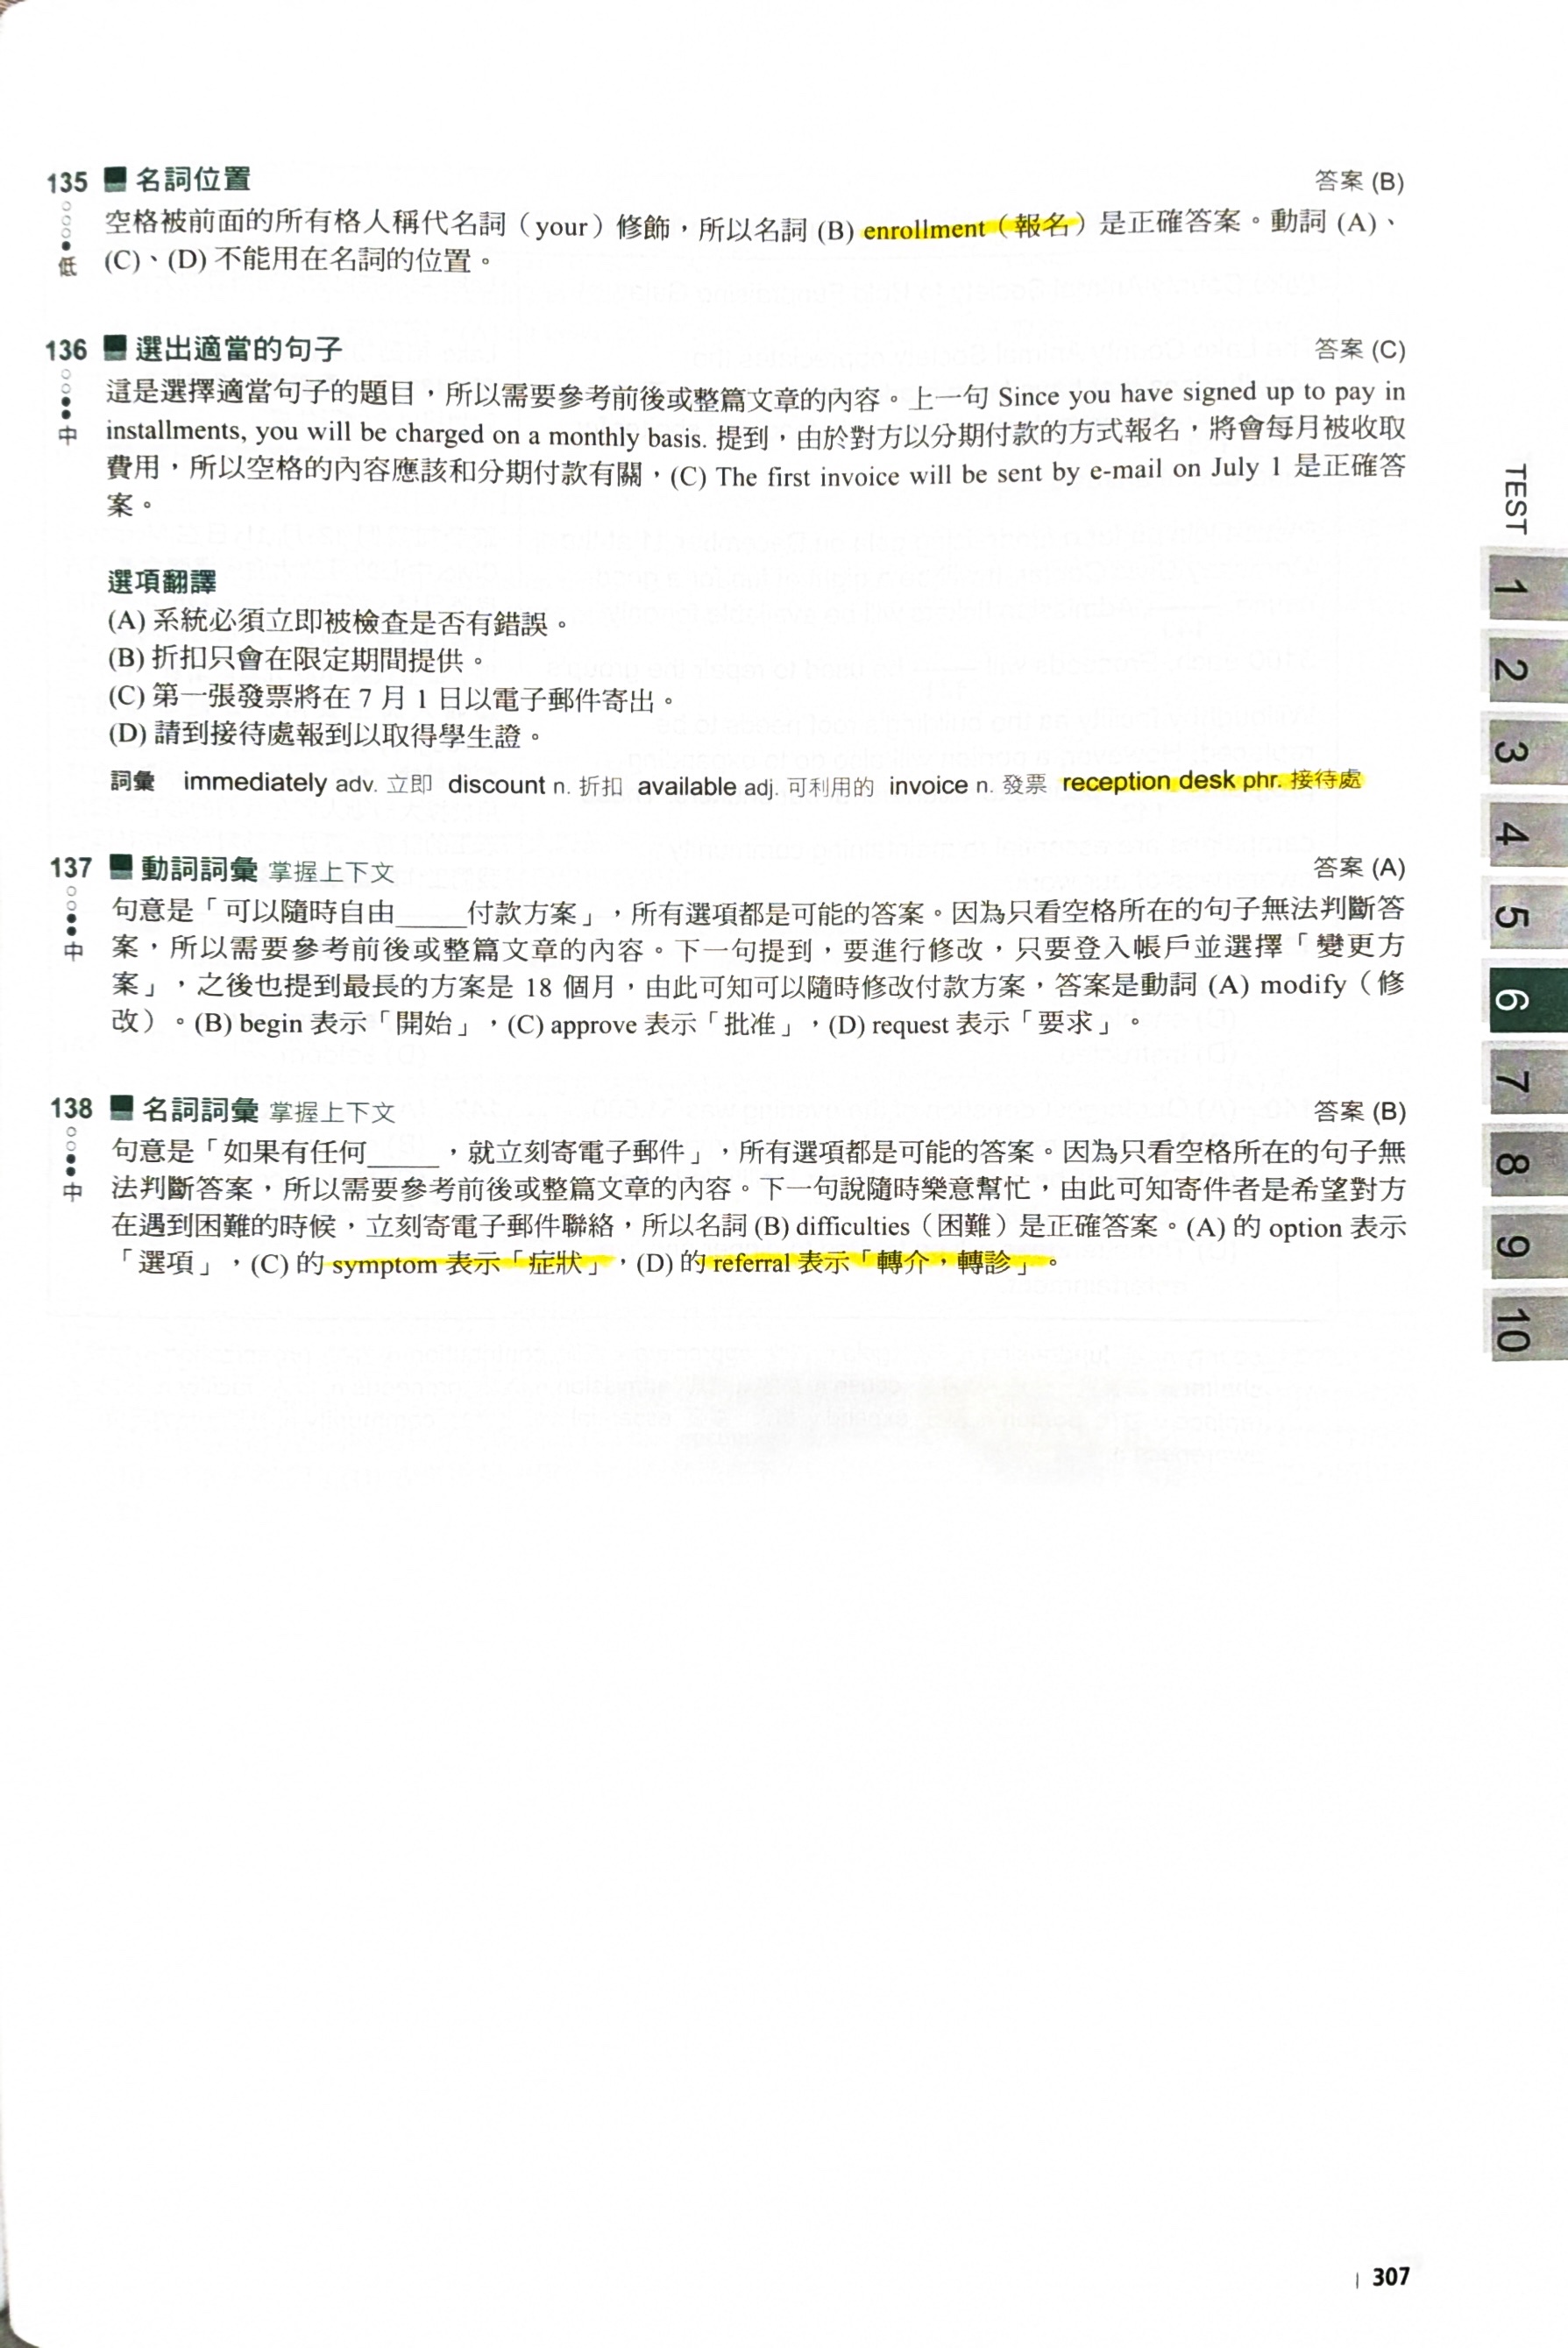 135 名詞位置 答案 (B)
空格被前面的所有格人稱代名詞（your）修飾，所以名詞 (B) enrollment（報名）是正確答案。動詞 (A)、
低 (C)、(D) 不能用在名詞的位置。
136 選出適當的句子 答案 (C)
這是選擇適當句子的題目，所以需要參考前後或整篇文章的內容。上一句 Since you have signed up to pay in
中 installments, you will be charged on a monthly basis. 提到，由於對方以分期付款的方式報名，將會每月被收取
費用，所以空格的內容應該和分期付款有關，(C) The first invoice will be sent by e-mail on July 1 是正確答
案。
選項翻譯
(A) 系統必須立即被檢查是否有錯誤。
(B) 折扣只會在限定期間提供。
(C) 第一張發票將在 7 月 1 日以電子郵件寄出。
(D) 請到接待處報到以取得學生證。
詞彙 immediately adv. 立即 discount n. 折扣 available adj. 可利用的 invoice n. 發票 reception desk phr. 接待處
137 動詞詞彙 掌握上下文 答案 (A)
句意是「可以隨時自由_____付款方案」，所有選項都是可能的答案。因為只看空格所在的句子無法判斷答
中 案，所以需要參考前後或整篇文章的內容。下一句提到，要進行修改，只要登入帳戶並選擇「變更方
案」，之後也提到最長的方案是 18 個月，由此可知可以隨時修改付款方案，答案是動詞 (A) modify（修
改）。(B) begin 表示「開始」，(C) approve 表示「批准」，(D) request 表示「要求」。
138 名詞詞彙 掌握上下文 答案 (B)
句意是「如果有任何_____，就立刻寄電子郵件」，所有選項都是可能的答案。因為只看空格所在的句子無
中 法判斷答案，所以需要參考前後或整篇文章的內容。下一句說隨時樂意幫忙，由此可知寄件者是希望對方
在遇到困難的時候，立刻寄電子郵件聯絡，所以名詞 (B) difficulties（困難）是正確答案。(A) 的 option 表示
「選項」，(C) 的 symptom 表示「症狀」，(D) 的 referral 表示「轉介，轉診」。
TEST
1
2
3
4
5
6
7
8
9
10
307